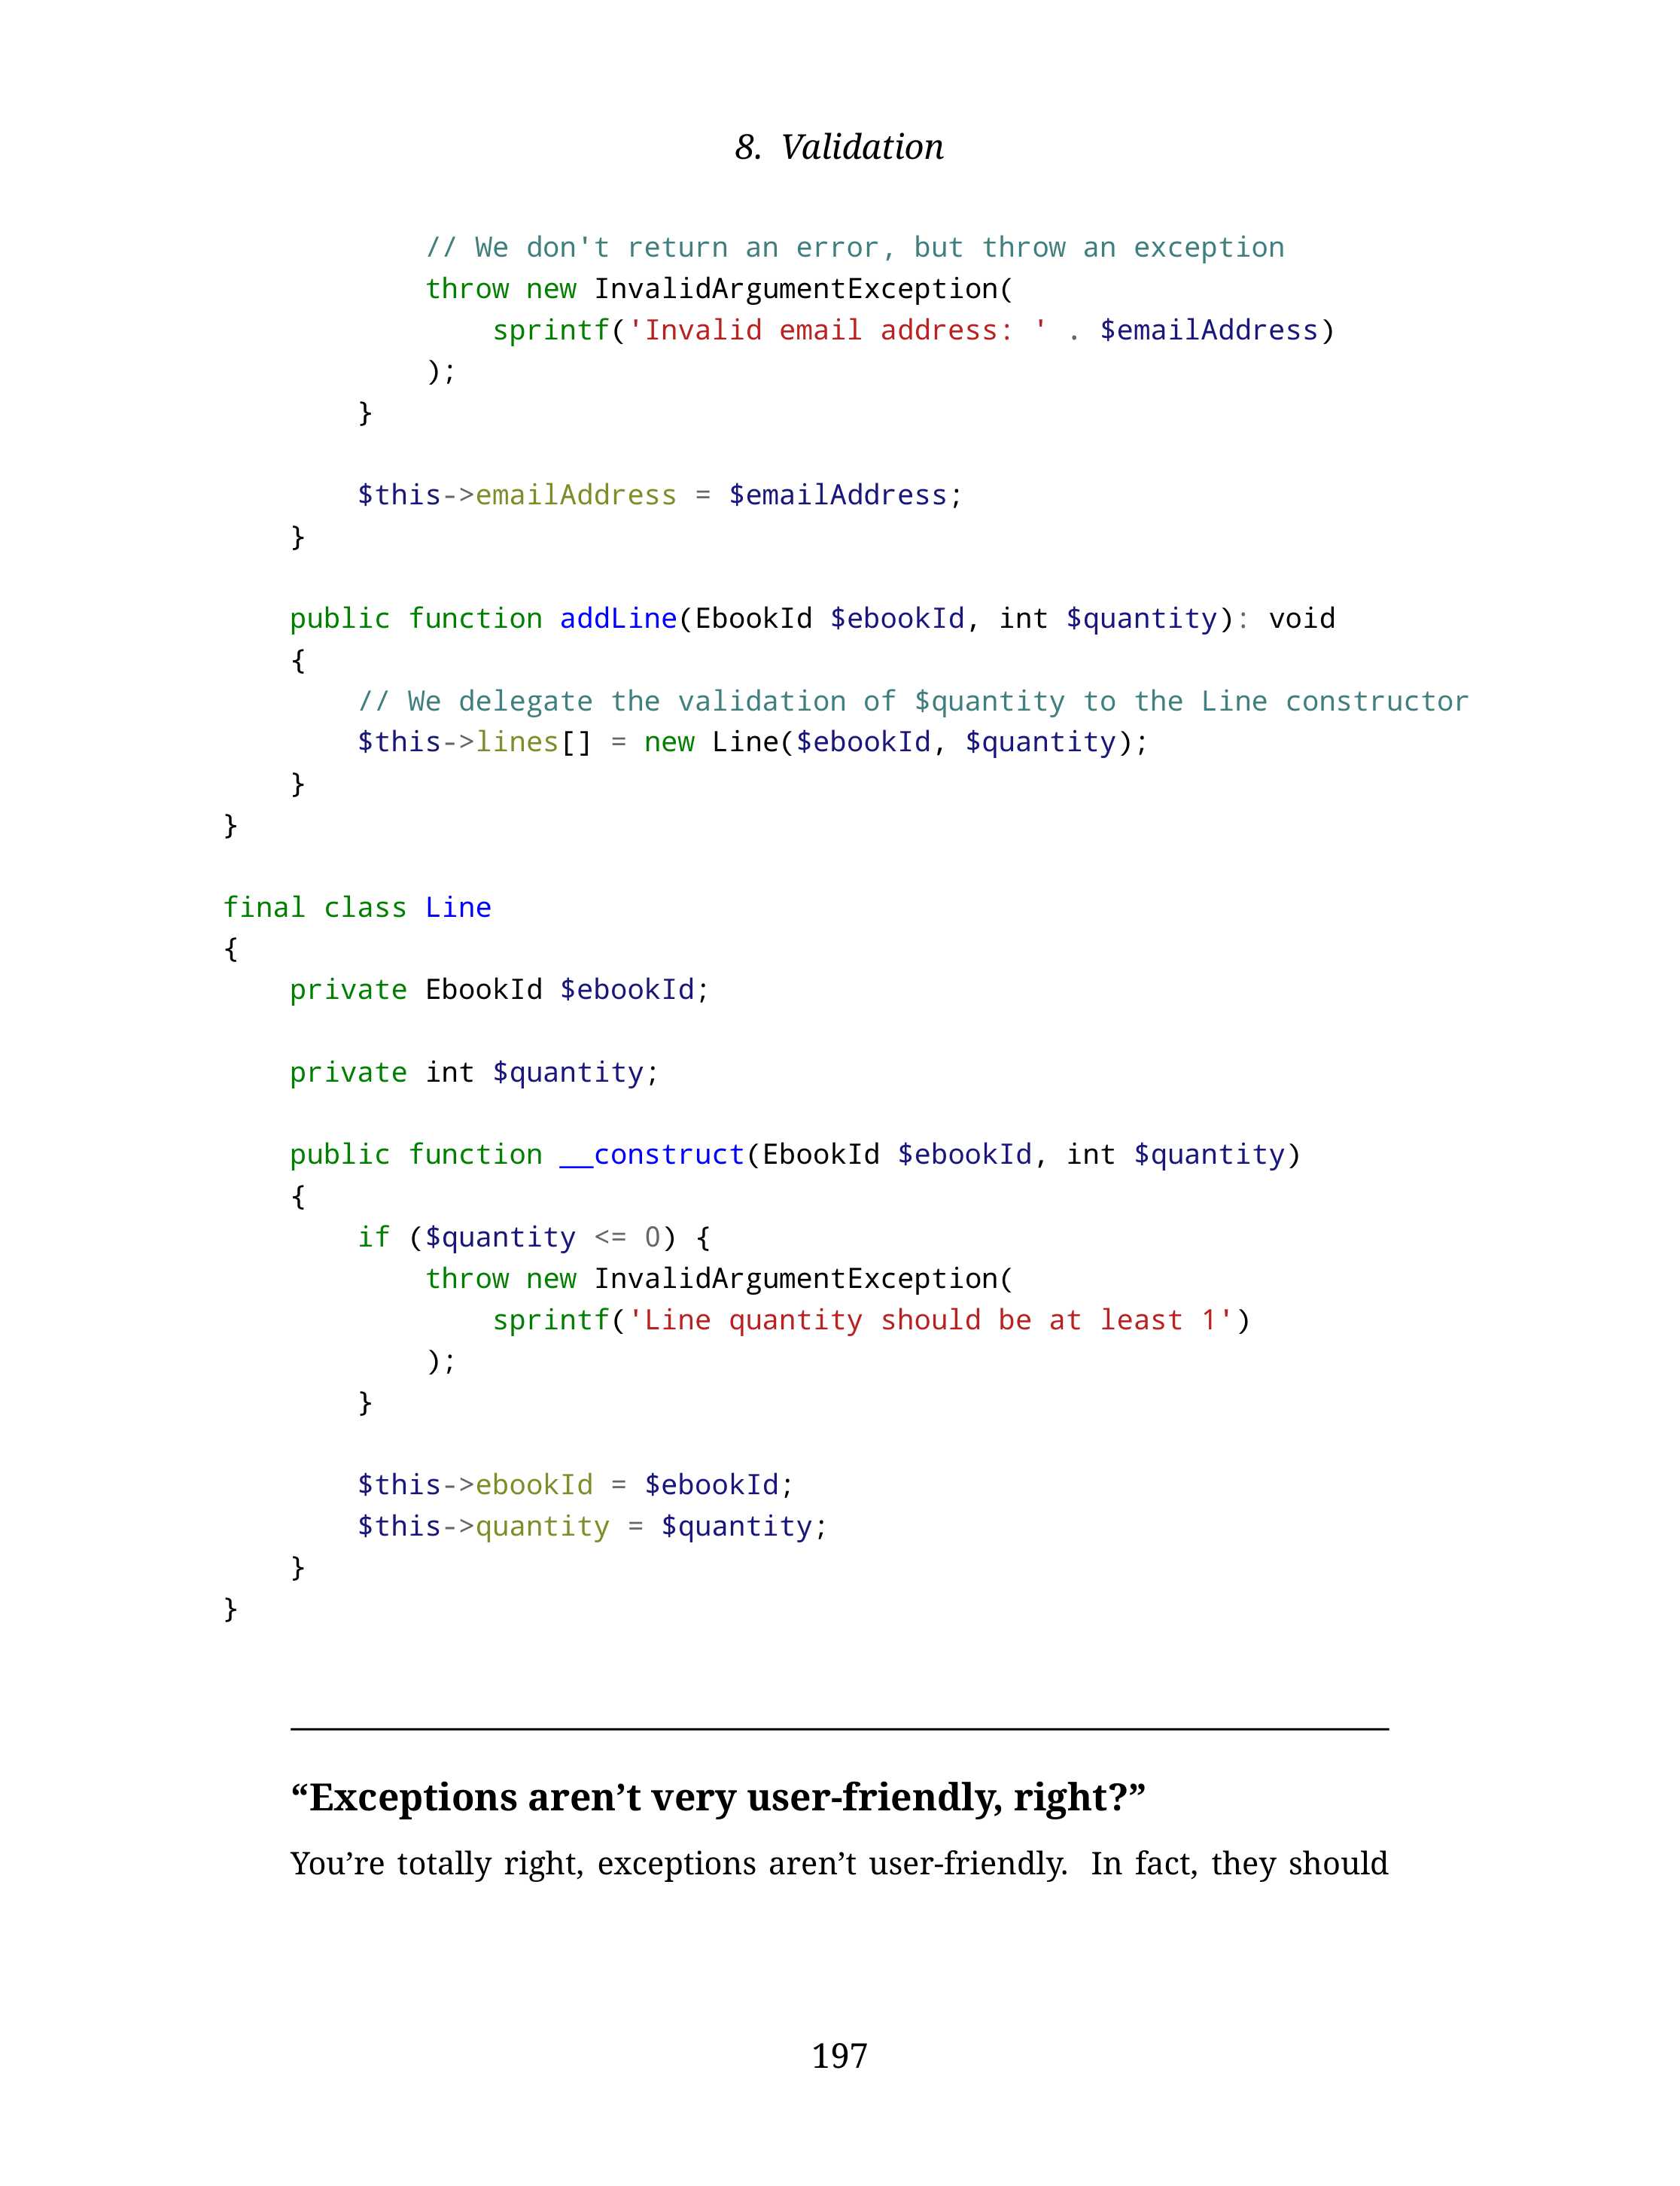 8. Validation
            // We don't return an error, but throw an exception
            throw new InvalidArgumentException(
                sprintf('Invalid email address: ' . $emailAddress)
            );
        }

        $this->emailAddress = $emailAddress;
    }

    public function addLine(EbookId $ebookId, int $quantity): void
    {
        // We delegate the validation of $quantity to the Line constructor
        $this->lines[] = new Line($ebookId, $quantity);
    }
}

final class Line
{
    private EbookId $ebookId;

    private int $quantity;

    public function __construct(EbookId $ebookId, int $quantity)
    {
        if ($quantity <= 0) {
            throw new InvalidArgumentException(
                sprintf('Line quantity should be at least 1')
            );
        }

        $this->ebookId = $ebookId;
        $this->quantity = $quantity;
    }
}

“Exceptions aren’t very user-friendly, right?”
You’re totally right, exceptions aren’t user-friendly. In fact, they should
197